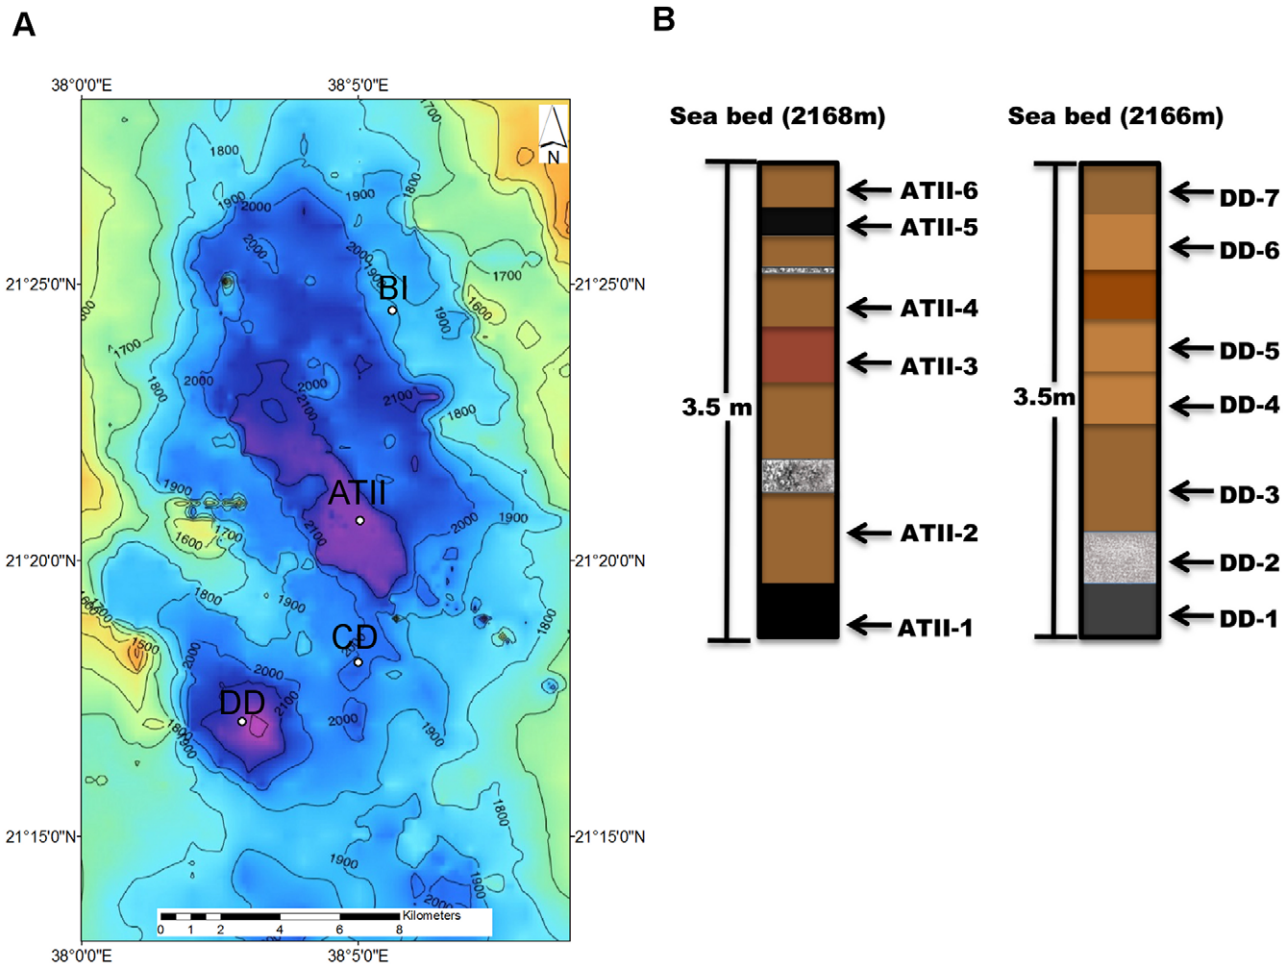 A
B
38°0'0"E
38°5'0"E
N
21°25'0"N
21°25'0"N
21°20'0"N
21°20'0"N
21°15'0"N
21°15'0"N
38°0'0"E
38°5'0"E
1700
1800
1800
1900
1900
2000
2000
2000
1900
1700
1600
1900
1700
1800
2000
2000
2100
2100
1800
BI
ATII
CD
DD
1900
1700
1600
2100
2000
1900
1800
1900
1800
1500
2000
2000
2100
2000
1800
1900
1900
1800
1900
1900
2000
Kilometers
0 1 2 4 6 8
Sea bed (2168m)
3.5 m
ATII-6
ATII-5
ATII-4
ATII-3
ATII-2
ATII-1
Sea bed (2166m)
3.5m
DD-7
DD-6
DD-5
DD-4
DD-3
DD-2
DD-1